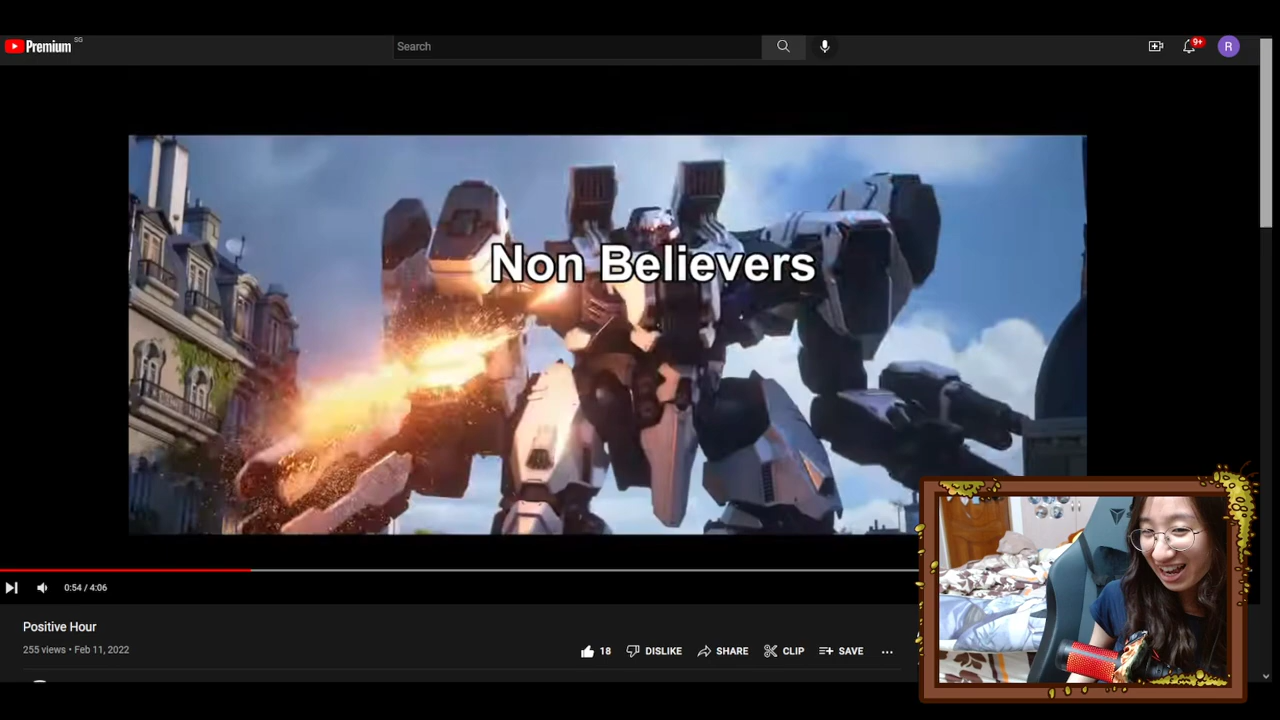 Premium SG
Search
9+
R
Non Believers
0:54 / 4:06
Positive Hour
255 views • Feb 11, 2022
18 DISLIKE SHARE CLIP SAVE